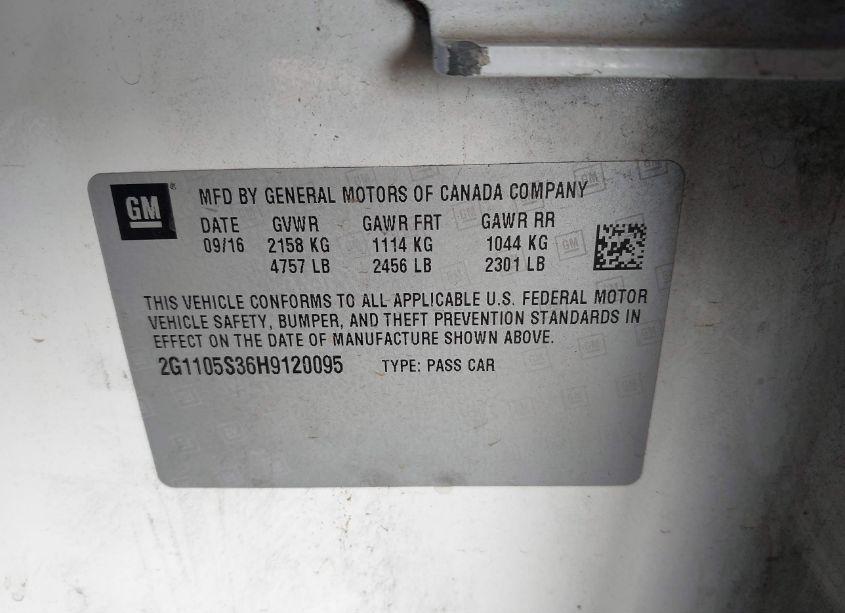 GM
MFD BY GENERAL MOTORS OF CANADA COMPANY
DATE GVWR GAWR FRT GAWR RR
09/16 2158 KG 1114 KG 1044 KG
4757 LB 2456 LB 2301 LB
THIS VEHICLE CONFORMS TO ALL APPLICABLE U.S. FEDERAL MOTOR
VEHICLE SAFETY, BUMPER, AND THEFT PREVENTION STANDARDS IN
EFFECT ON THE DATE OF MANUFACTURE SHOWN ABOVE.
2G1105S36H9120095 TYPE: PASS CAR